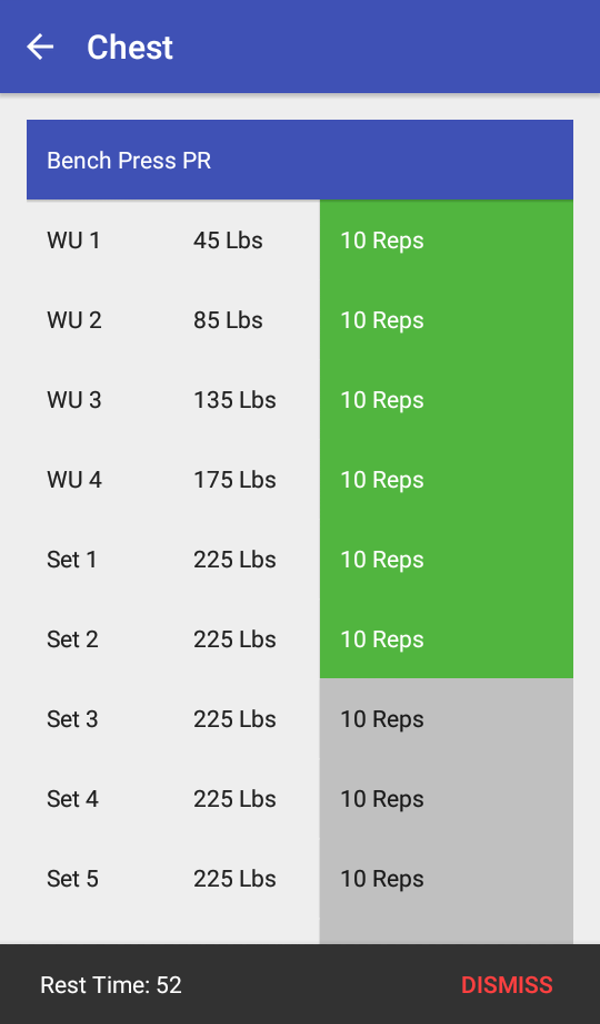 Chest
Bench Press PR
WU 1 45 Lbs 10 Reps
WU 2 85 Lbs 10 Reps
WU 3 135 Lbs 10 Reps
WU 4 175 Lbs 10 Reps
Set 1 225 Lbs 10 Reps
Set 2 225 Lbs 10 Reps
Set 3 225 Lbs 10 Reps
Set 4 225 Lbs 10 Reps
Set 5 225 Lbs 10 Reps
Rest Time: 52 DISMISS